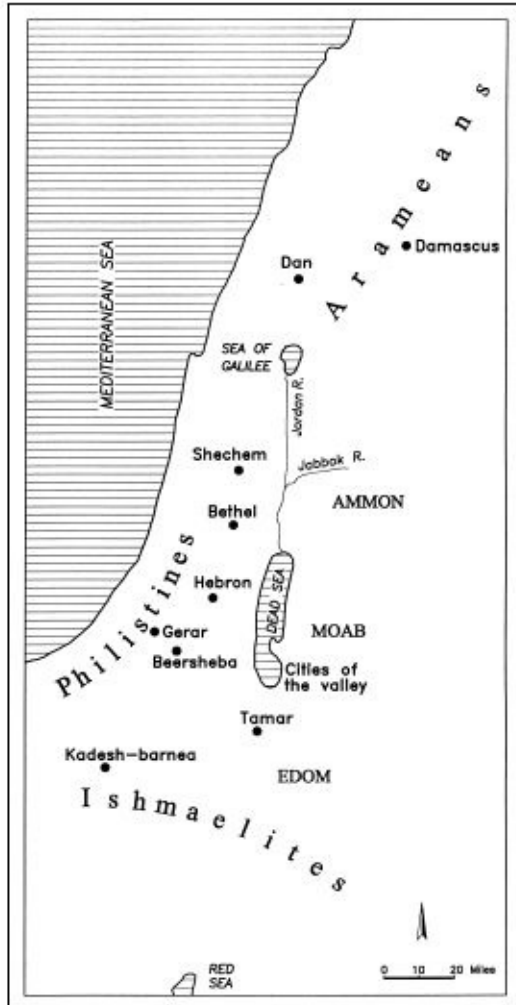 Arameans
MEDITERRANEAN SEA
Damascus
Dan
SEA OF
GALILEE
Jordan R.
Shechem
Jabbok R.
AMMON
Bethel
Philistines
Hebron
DEAD SEA
Gerar
MOAB
Beersheba
Cities of
the valley
Tamar
Kadesh-barnea
EDOM
Ishmaelites
RED
SEA
0 10 20 Miles